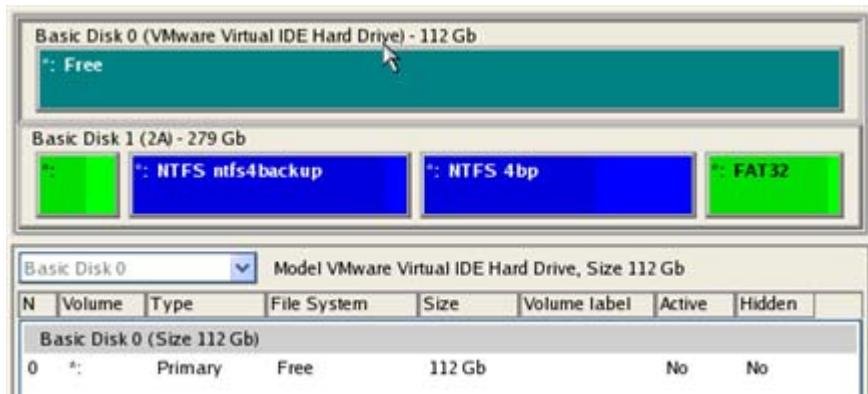 Basic Disk 0 (VMware Virtual IDE Hard Drive) - 112 Gb
*: Free
Basic Disk 1 (2A) - 279 Gb
*: *: NTFS ntfs4backup *: NTFS 4bp *: FAT32
Basic Disk 0 Model VMware Virtual IDE Hard Drive, Size 112 Gb
N Volume Type File System Size Volume label Active Hidden
Basic Disk 0 (Size 112 Gb)
0 *: Primary Free 112 Gb No No